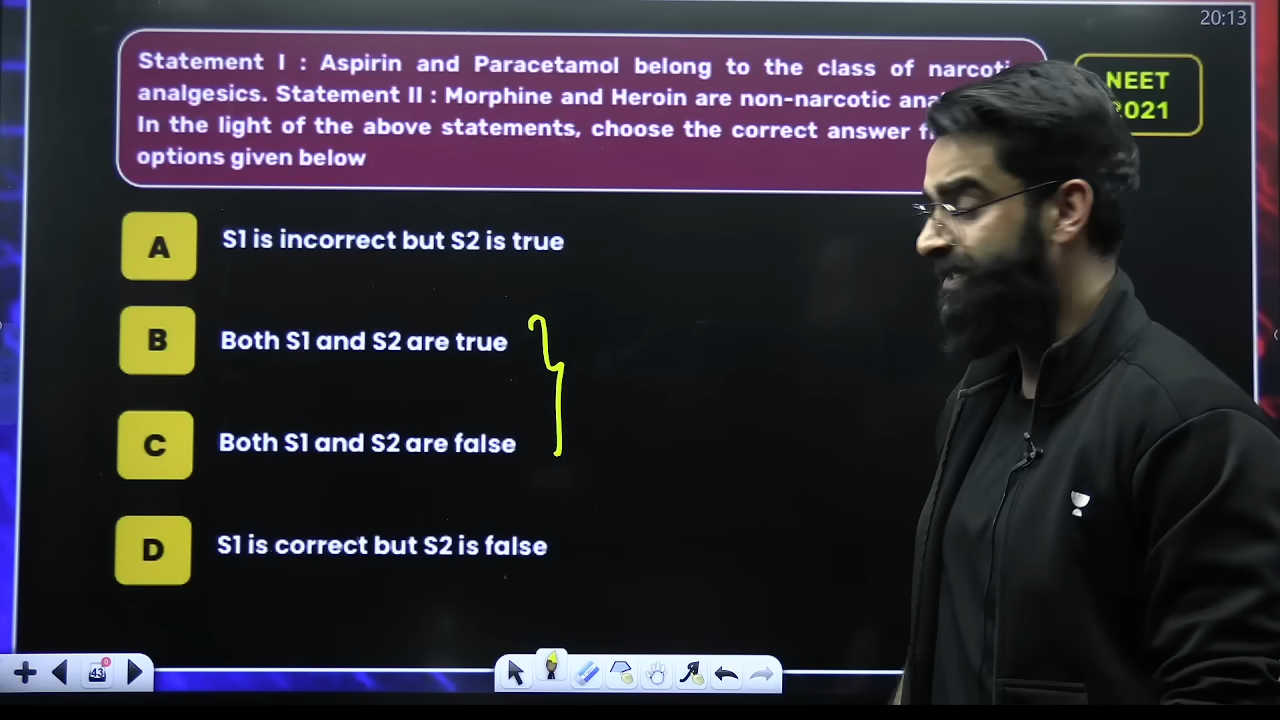 20:13
Statement I : Aspirin and Paracetamol belong to the class of
analgesics. Statement II : Morphine and Heroin are non-narcotic
In the light of the above statements, choose the correct answer
options given below
NEET
2021
A
S1 is incorrect but S2 is true
B
Both S1 and S2 are true
C
Both S1 and S2 are false
D
S1 is correct but S2 is false
43
0